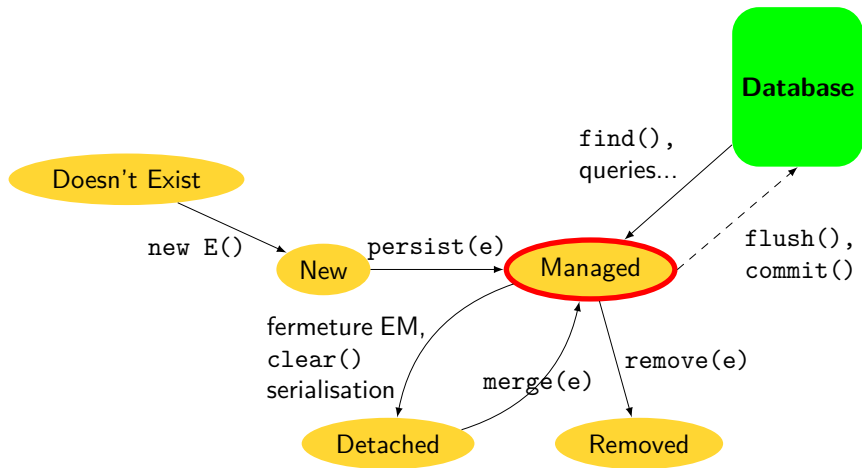 Database
find(),
queries...
Doesn't Exist
new E()
persist(e)
New
Managed
flush(),
commit()
fermeture EM,
clear()
serialisation
merge(e)
remove(e)
Detached
Removed